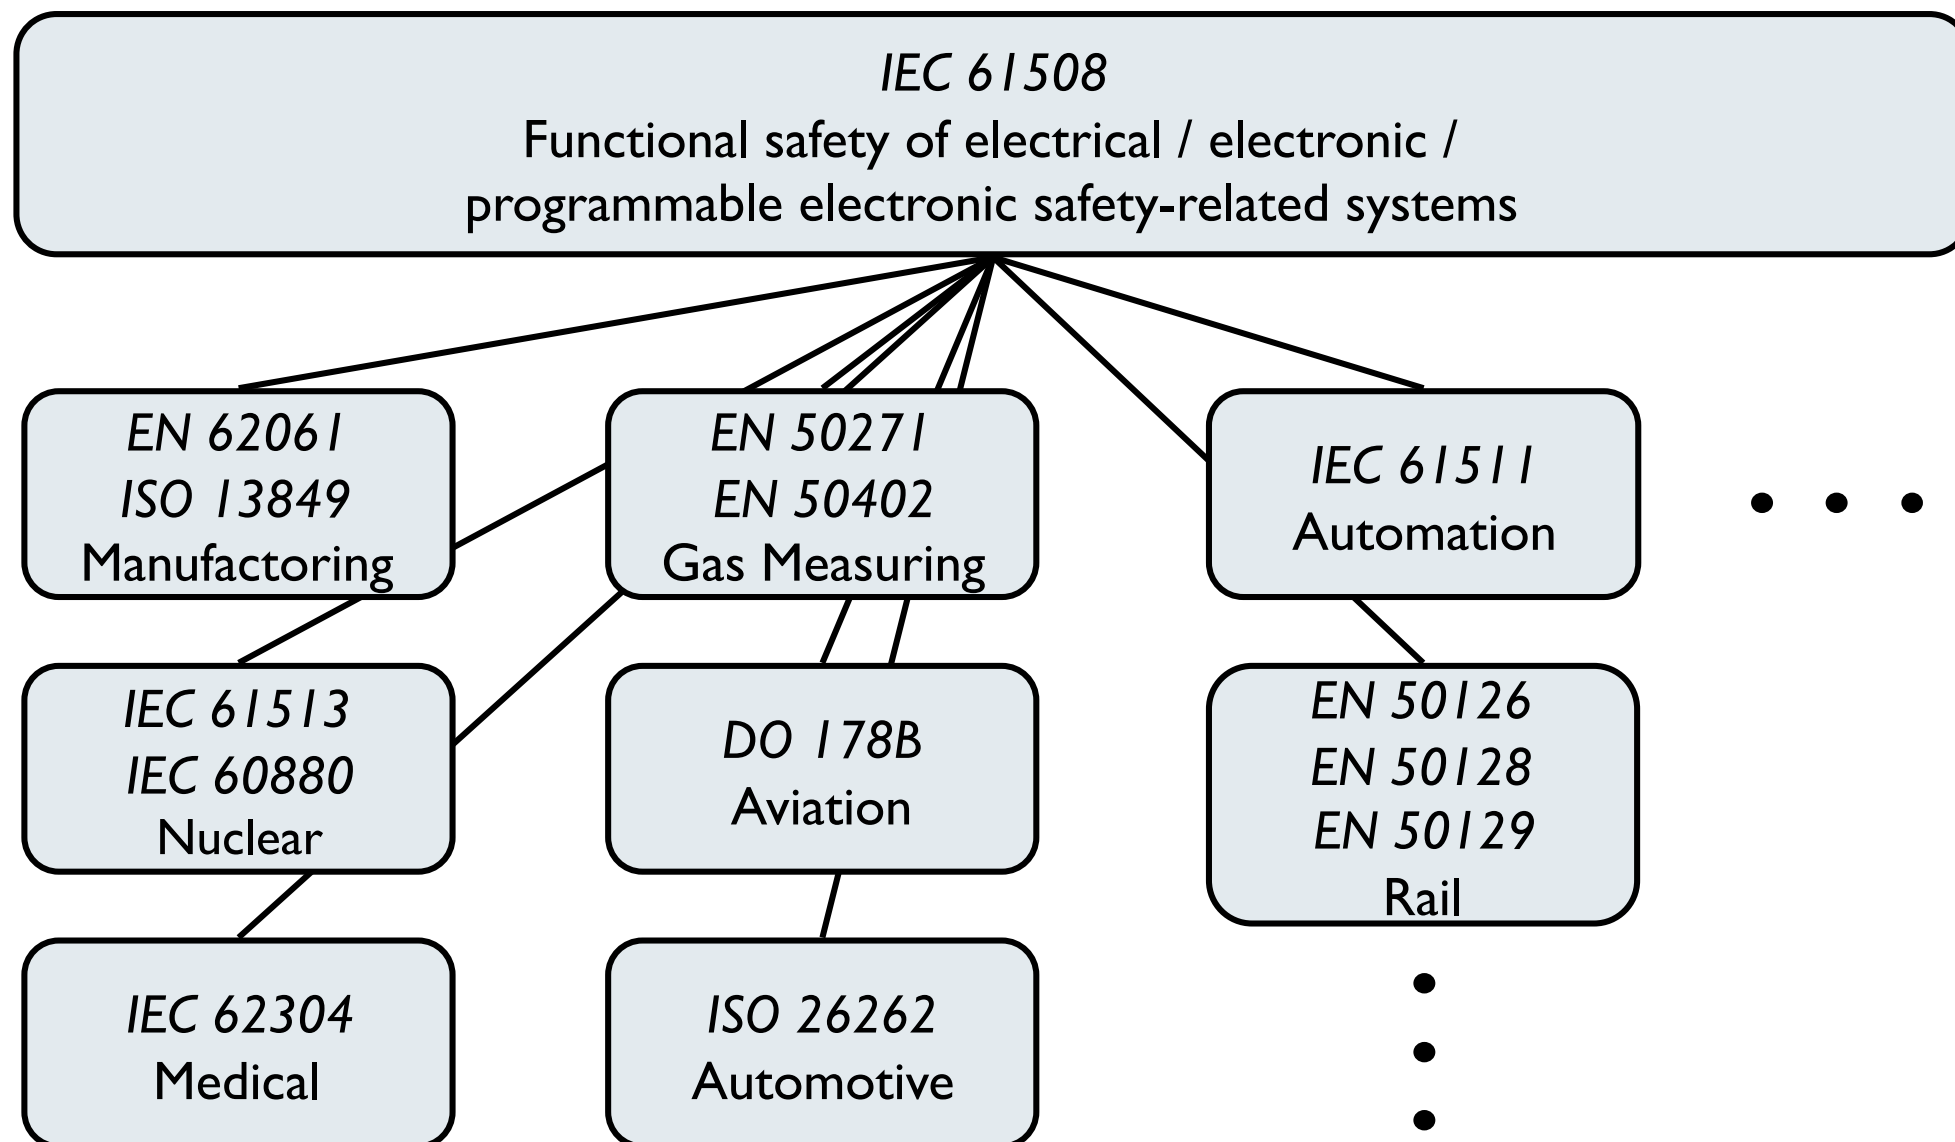 IEC 61508
Functional safety of electrical / electronic /
programmable electronic safety-related systems
EN 62061
ISO 13849
Manufactoring
EN 50271
EN 50402
Gas Measuring
IEC 61511
Automation
IEC 61513
IEC 60880
Nuclear
DO 178B
Aviation
EN 50126
EN 50128
EN 50129
Rail
IEC 62304
Medical
ISO 26262
Automotive